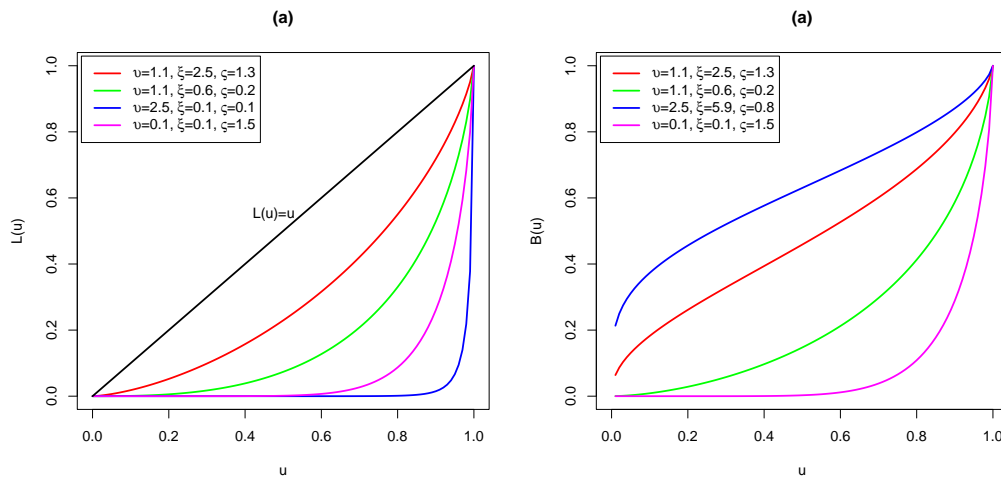 (a)
υ=1.1, ξ=2.5, ς=1.3
υ=1.1, ξ=0.6, ς=0.2
υ=2.5, ξ=0.1, ς=0.1
υ=0.1, ξ=0.1, ς=1.5
L(u)=u
L(u)
0.0 0.2 0.4 0.6 0.8 1.0
0.0 0.2 0.4 0.6 0.8 1.0
u
(a)
υ=1.1, ξ=2.5, ς=1.3
υ=1.1, ξ=0.6, ς=0.2
υ=2.5, ξ=5.9, ς=0.8
υ=0.1, ξ=0.1, ς=1.5
B(u)
0.0 0.2 0.4 0.6 0.8 1.0
0.0 0.2 0.4 0.6 0.8 1.0
u